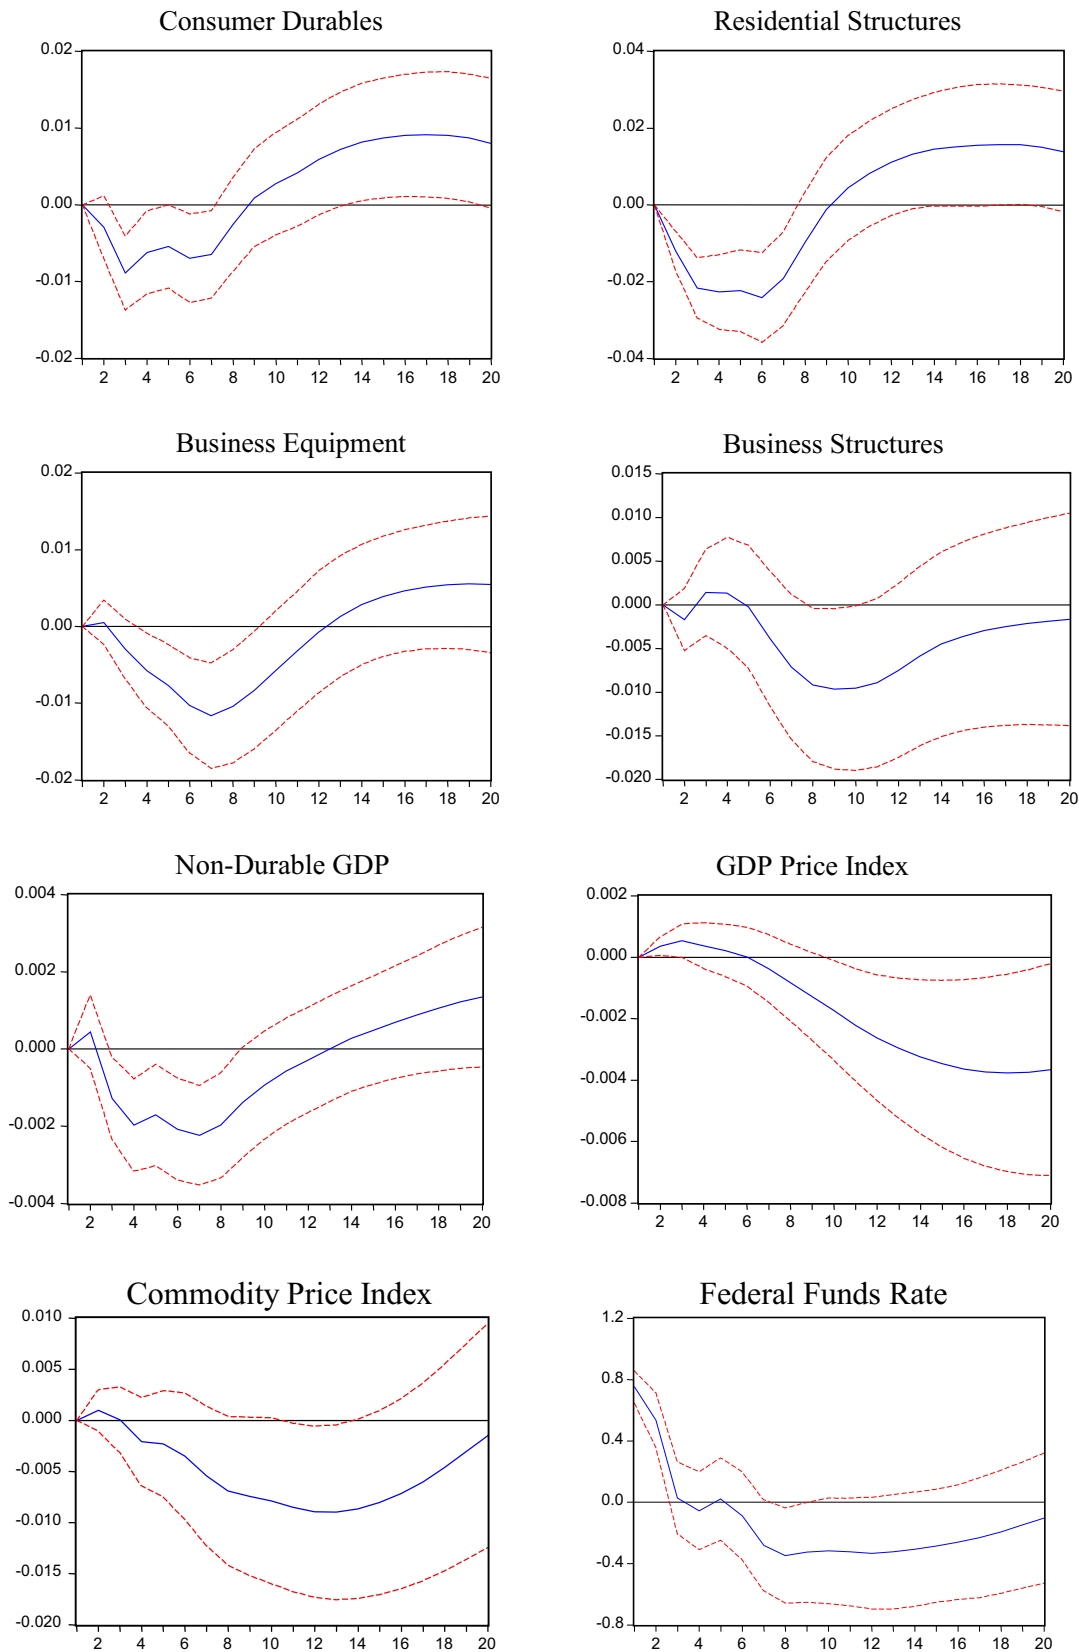 Consumer Durables
0.02
0.01
0.00
-0.01
-0.02
2 4 6 8 10 12 14 16 18 20
Residential Structures
0.04
0.02
0.00
-0.02
-0.04
2 4 6 8 10 12 14 16 18 20
Business Equipment
0.02
0.01
0.00
-0.01
-0.02
2 4 6 8 10 12 14 16 18 20
Business Structures
0.015
0.010
0.005
0.000
-0.005
-0.010
-0.015
-0.020
2 4 6 8 10 12 14 16 18 20
Non-Durable GDP
0.004
0.002
0.000
-0.002
-0.004
2 4 6 8 10 12 14 16 18 20
GDP Price Index
0.002
0.000
-0.002
-0.004
-0.006
-0.008
2 4 6 8 10 12 14 16 18 20
Commodity Price Index
0.010
0.005
0.000
-0.005
-0.010
-0.015
-0.020
2 4 6 8 10 12 14 16 18 20
Federal Funds Rate
1.2
0.8
0.4
0.0
-0.4
-0.8
2 4 6 8 10 12 14 16 18 20